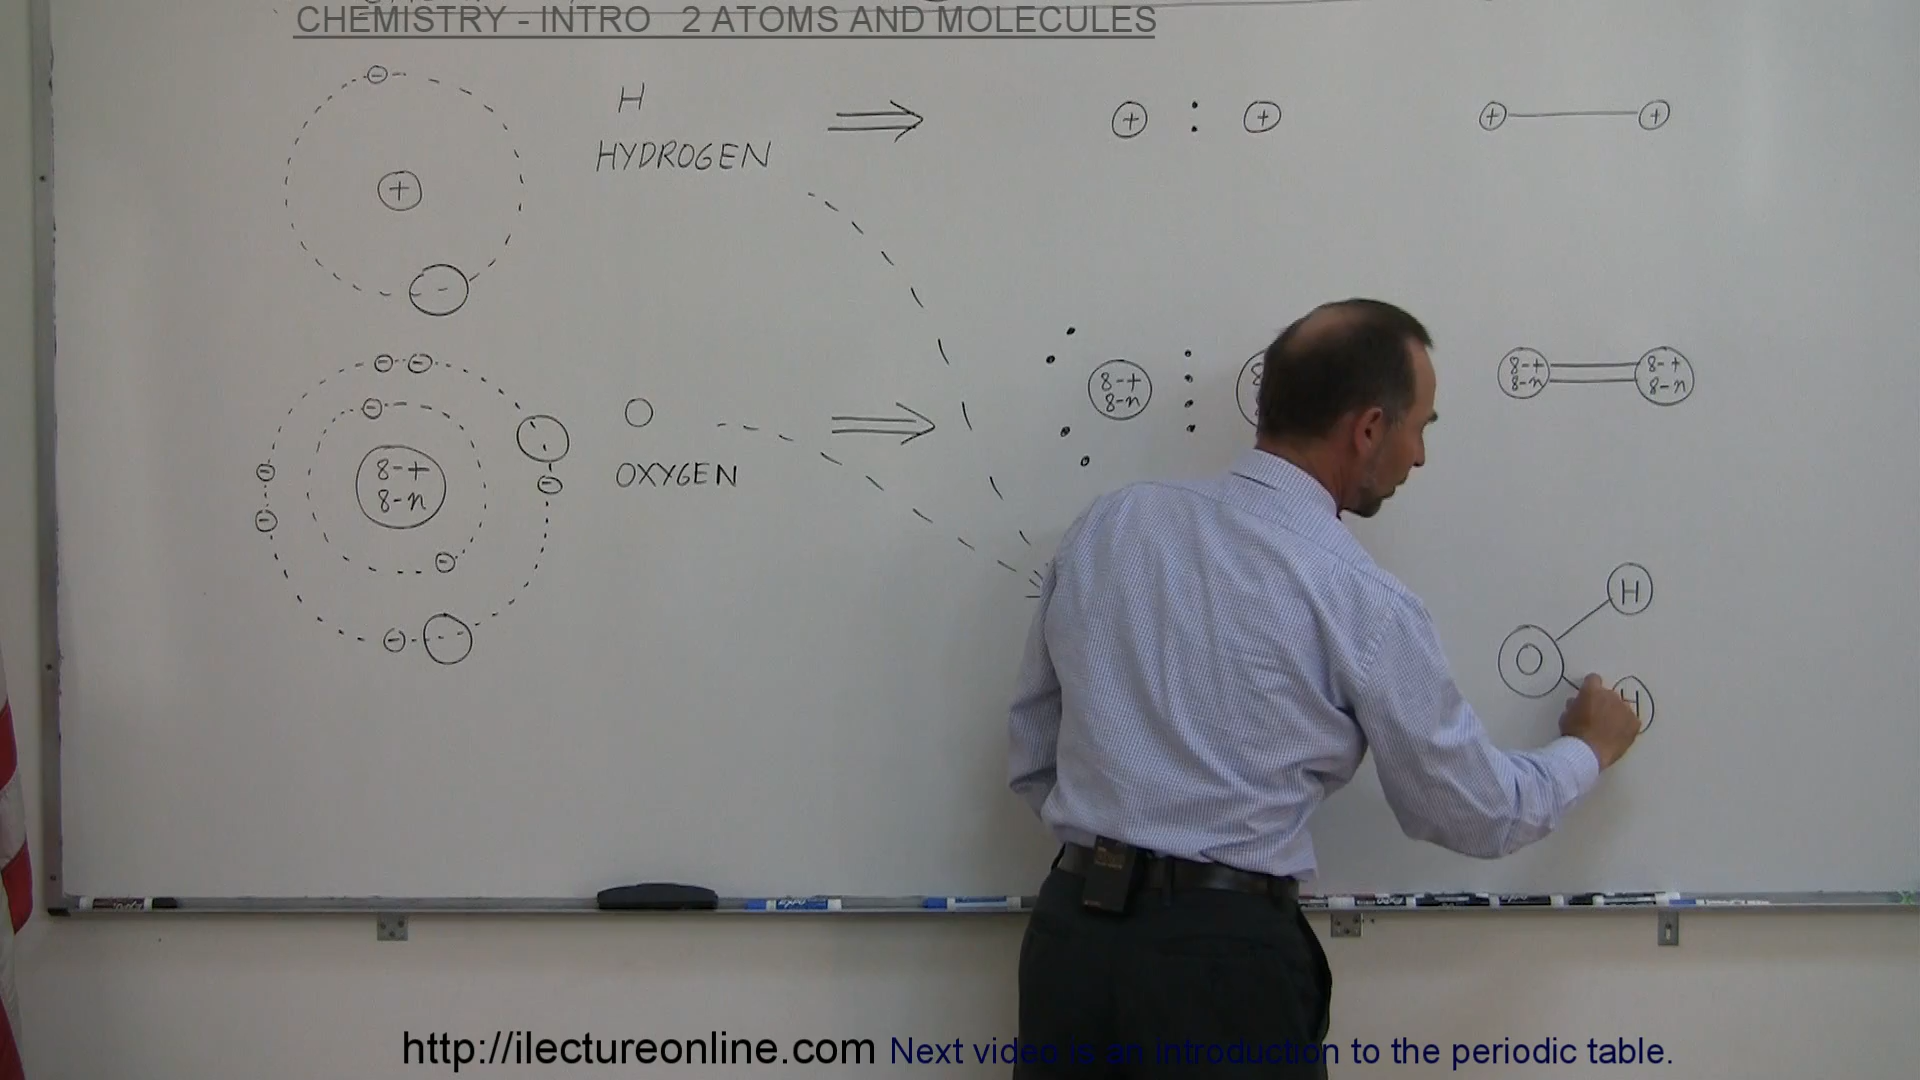 CHEMISTRY - INTRO 2 ATOMS AND MOLECULES
H
HYDROGEN
+
+ : +
+ +
O
OXYGEN
8-+
8-n
8-+
8-n
8
8-+
8-n
8-+
8-n
H
O
H
http://ilectureonline.com Next video is an introduction to the periodic table.